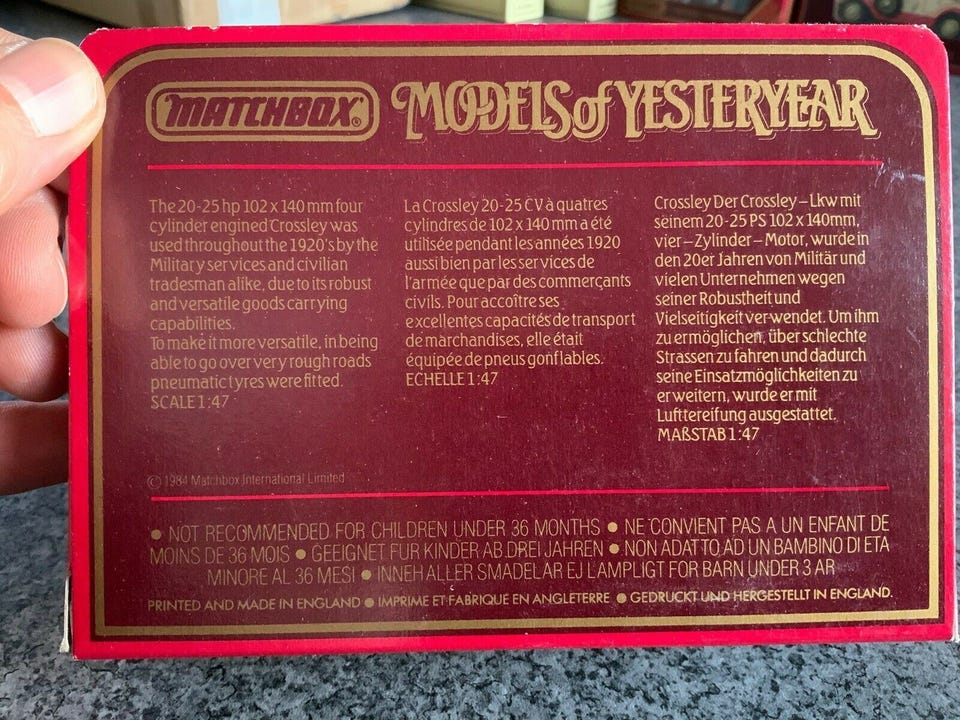 MATCHBOX® MODELS of YESTERYEAR
The 20-25 hp 102 x 140 mm four
cylinder engined Crossley was
used throughout the 1920's by the
Military services and civilian
tradesman alike, due to its robust
and versatile goods carrying
capabilities.
To make it more versatile, in being
able to go over very rough roads
pneumatic tyres were fitted.
SCALE 1:47
La Crossley 20-25 CV à quatres
cylindres de 102 x 140 mm a été
utilisée pendant les années 1920
aussi bien par les services de
l'armée que par des commerçants
civils. Pour accoître ses
excellentes capacités de transport
de marchandises, elle était
équipée de pneus gonflables.
ECHELLE 1:47
Crossley Der Crossley – Lkw mit
seinem 20-25 PS 102 x 140mm,
vier – Zylinder – Motor, wurde in
den 20er Jahren von Militär und
vielen Unternehmen wegen
seiner Robustheit und
Vielseitigkeit verwendet. Um ihm
zu ermöglichen, über schlechte
Strassen zu fahren und dadurch
seine Einsatzmöglichkeiten zu
erweitern, wurde er mit
Lufttereifung ausgestattet.
MAßSTAB 1:47
© 1984 Matchbox International Limited
● NOT RECOMMENDED FOR CHILDREN UNDER 36 MONTHS ● NE CONVIENT PAS A UN ENFANT DE
MOINS DE 36 MOIS ● GEEIGNET FUR KINDER AB DREI JAHREN ● NON ADATTO AD UN BAMBINO DI ETA
MINORE AL 36 MESI ● INNEHALLER SMADELAR EJ LAMPLIGT FOR BARN UNDER 3 AR
PRINTED AND MADE IN ENGLAND ● IMPRIME ET FABRIQUE EN ANGLETERRE ● GEDRUCKT UND HERGESTELLT IN ENGLAND.